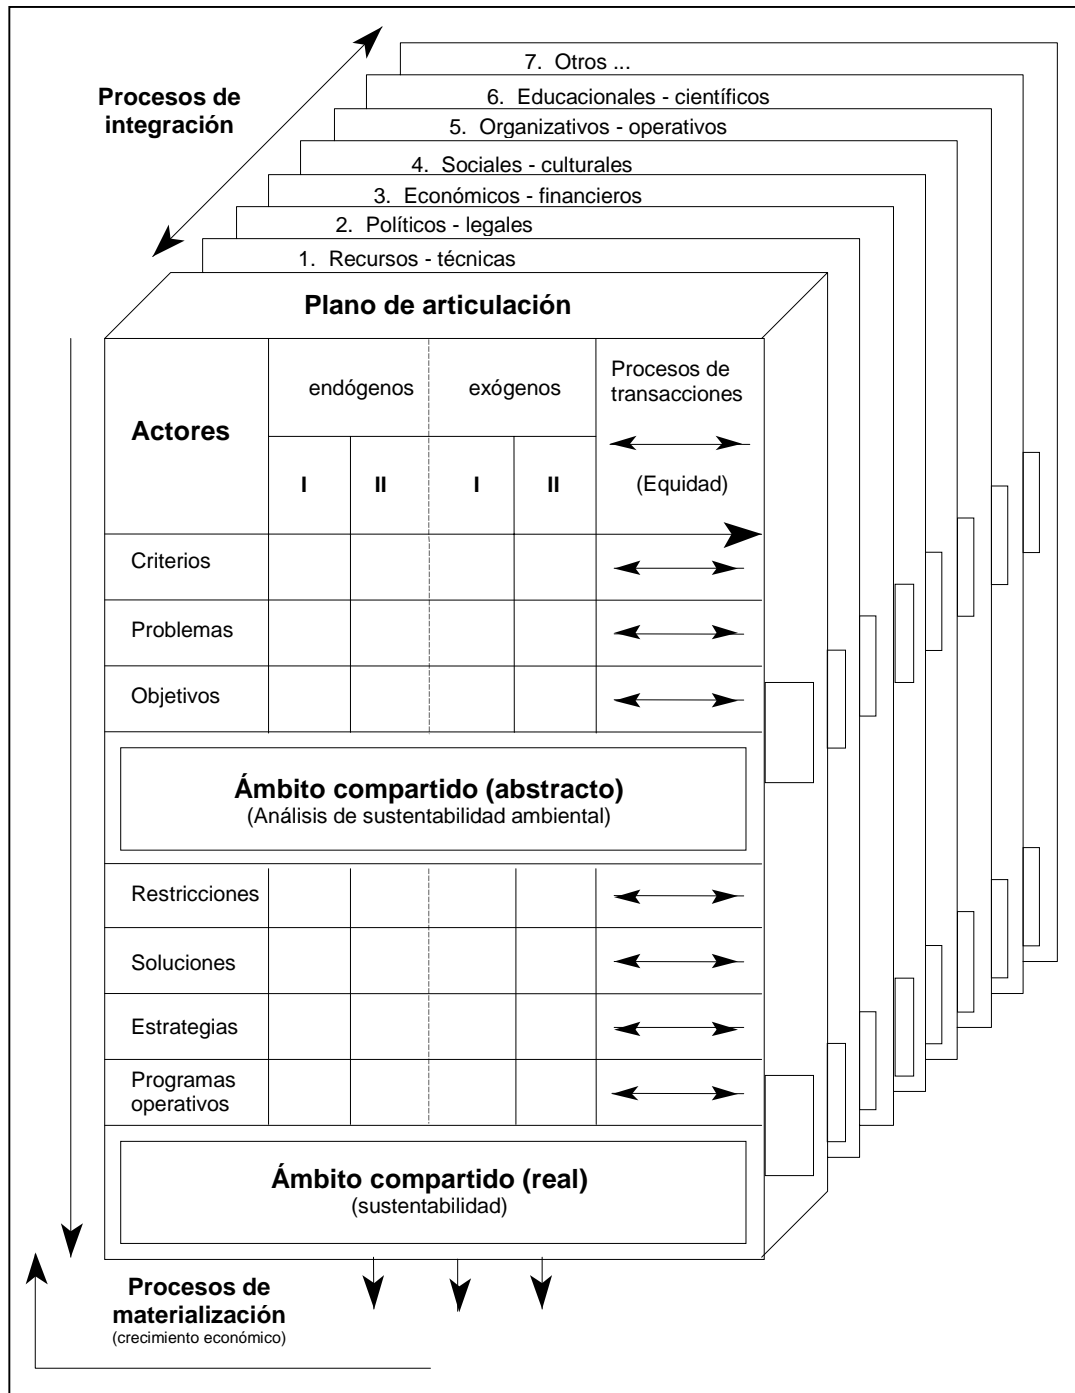 7. Otros ...
6. Educacionales - científicos
5. Organizativos - operativos
4. Sociales - culturales
3. Económicos - financieros
2. Políticos - legales
1. Recursos - técnicas
Procesos de
integración
Plano de articulación
Actores
endógenos
exógenos
Procesos de
transacciones
(Equidad)
I
II
I
II
Criterios
Problemas
Objetivos
Ámbito compartido (abstracto)
(Análisis de sustentabilidad ambiental)
Restricciones
Soluciones
Estrategias
Programas
operativos
Ámbito compartido (real)
(sustentabilidad)
Procesos de
materialización
(crecimiento económico)